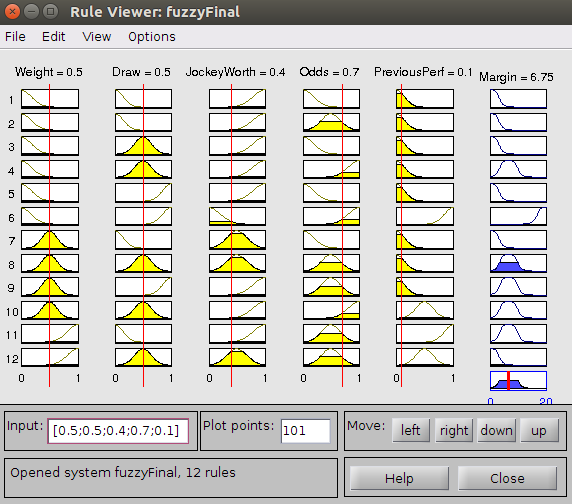 Rule Viewer: fuzzyFinal
File Edit View Options
Weight = 0.5 Draw = 0.5 JockeyWorth = 0.4 Odds = 0.7 PreviousPerf = 0.1 Margin = 6.75
1
2
3
4
5
6
7
8
9
10
11
12
0 1 0 1 0 1 0 1 0 1
0 20
Input: [0.5;0.5;0.4;0.7;0.1] Plot points: 101 Move: left right down up
Opened system fuzzyFinal, 12 rules Help Close